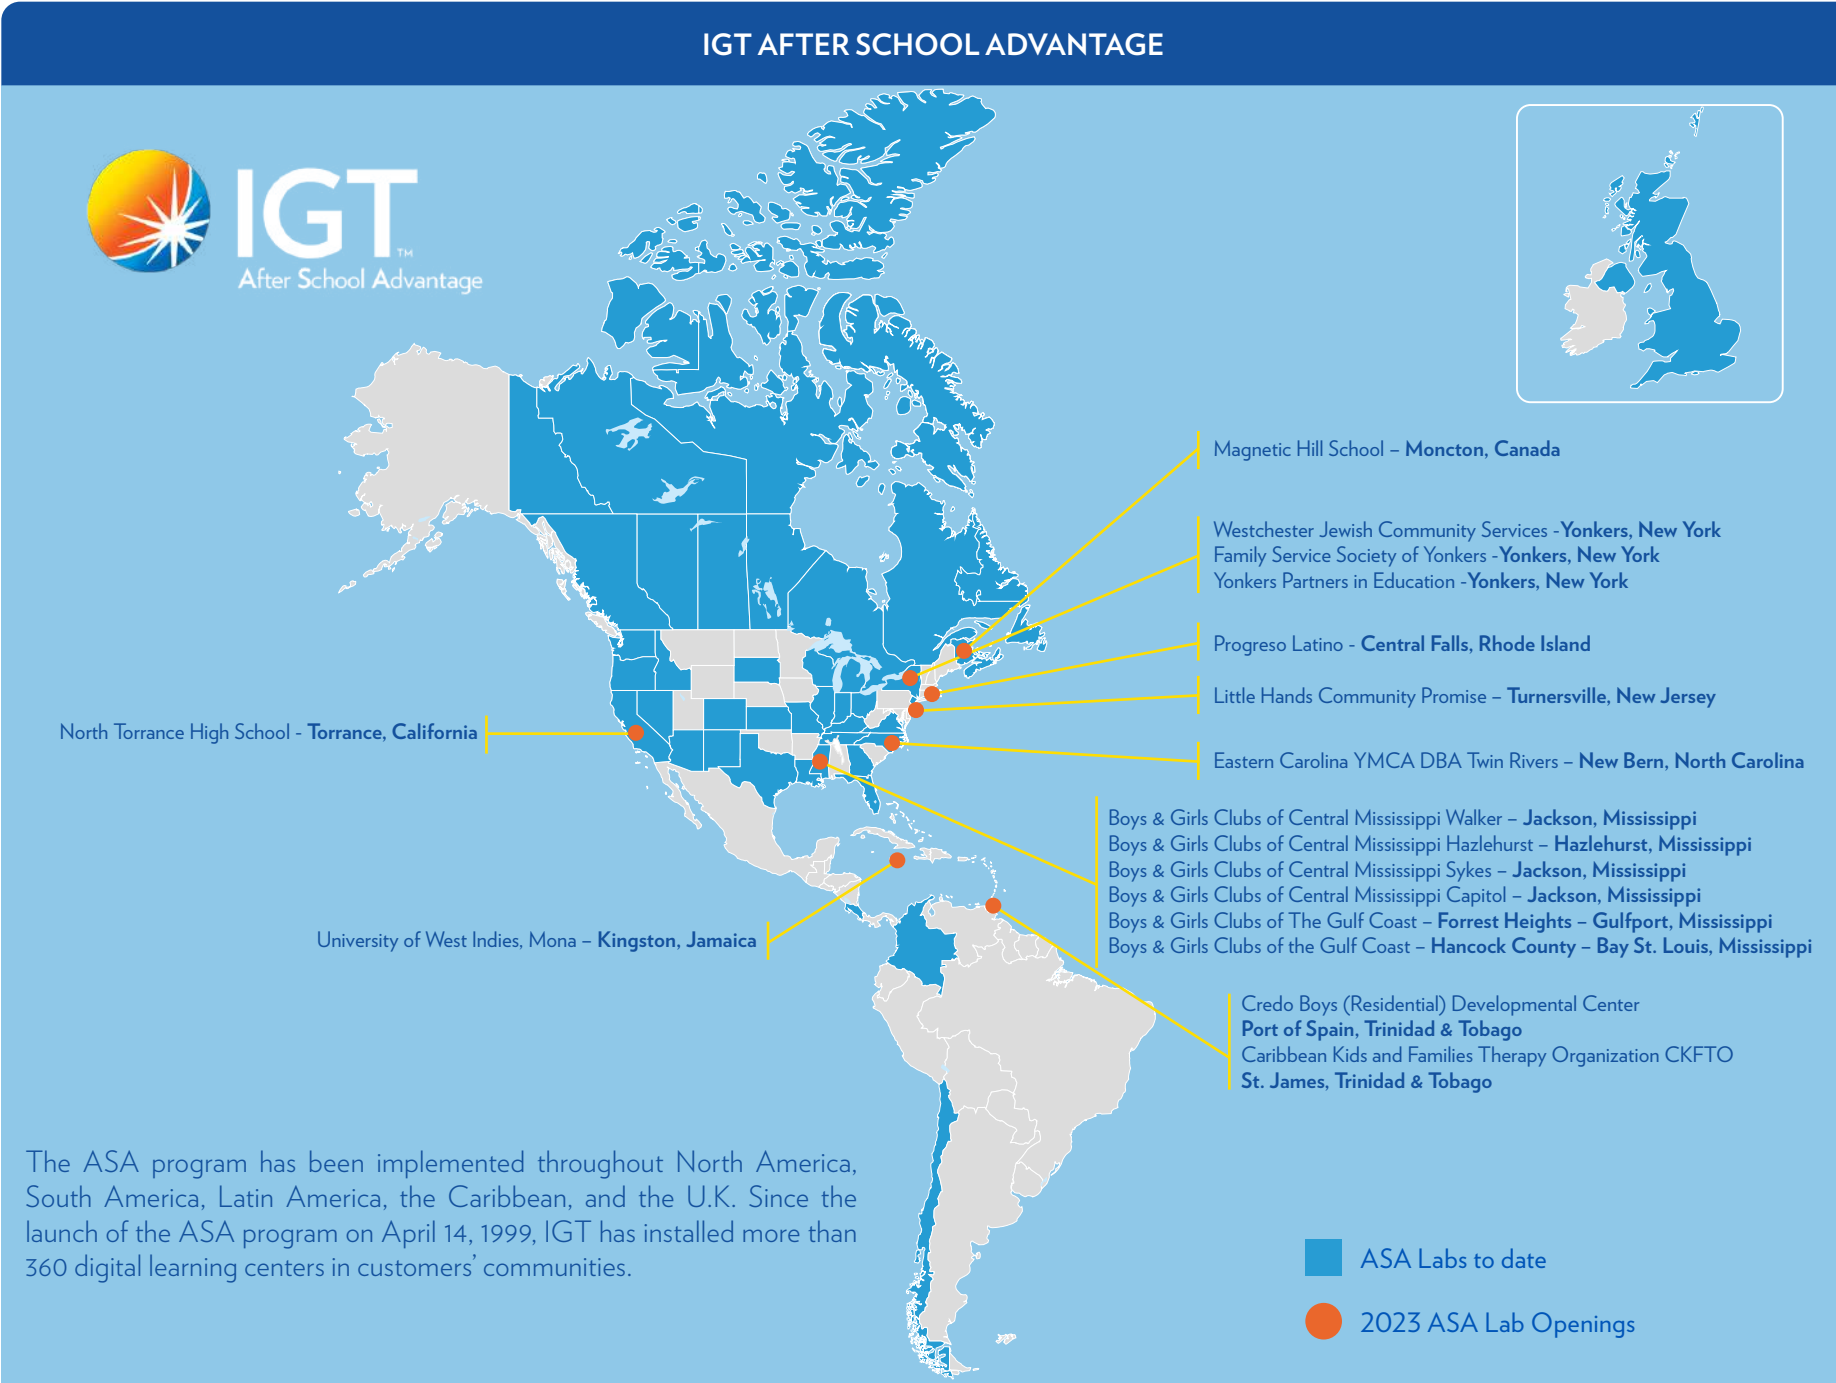 IGT AFTER SCHOOL ADVANTAGE
IGT™
After School Advantage
Magnetic Hill School – Moncton, Canada
Westchester Jewish Community Services -Yonkers, New York
Family Service Society of Yonkers -Yonkers, New York
Yonkers Partners in Education -Yonkers, New York
Progreso Latino - Central Falls, Rhode Island
Little Hands Community Promise – Turnersville, New Jersey
North Torrance High School - Torrance, California
Eastern Carolina YMCA DBA Twin Rivers – New Bern, North Carolina
Boys & Girls Clubs of Central Mississippi Walker – Jackson, Mississippi
Boys & Girls Clubs of Central Mississippi Hazlehurst – Hazlehurst, Mississippi
Boys & Girls Clubs of Central Mississippi Sykes – Jackson, Mississippi
Boys & Girls Clubs of Central Mississippi Capitol – Jackson, Mississippi
Boys & Girls Clubs of The Gulf Coast – Forrest Heights – Gulfport, Mississippi
Boys & Girls Clubs of the Gulf Coast – Hancock County – Bay St. Louis, Mississippi
University of West Indies, Mona – Kingston, Jamaica
Credo Boys (Residential) Developmental Center
Port of Spain, Trinidad & Tobago
Caribbean Kids and Families Therapy Organization CKFTO
St. James, Trinidad & Tobago
The ASA program has been implemented throughout North America,
South America, Latin America, the Caribbean, and the U.K. Since the
launch of the ASA program on April 14, 1999, IGT has installed more than
360 digital learning centers in customers’ communities.
ASA Labs to date
2023 ASA Lab Openings